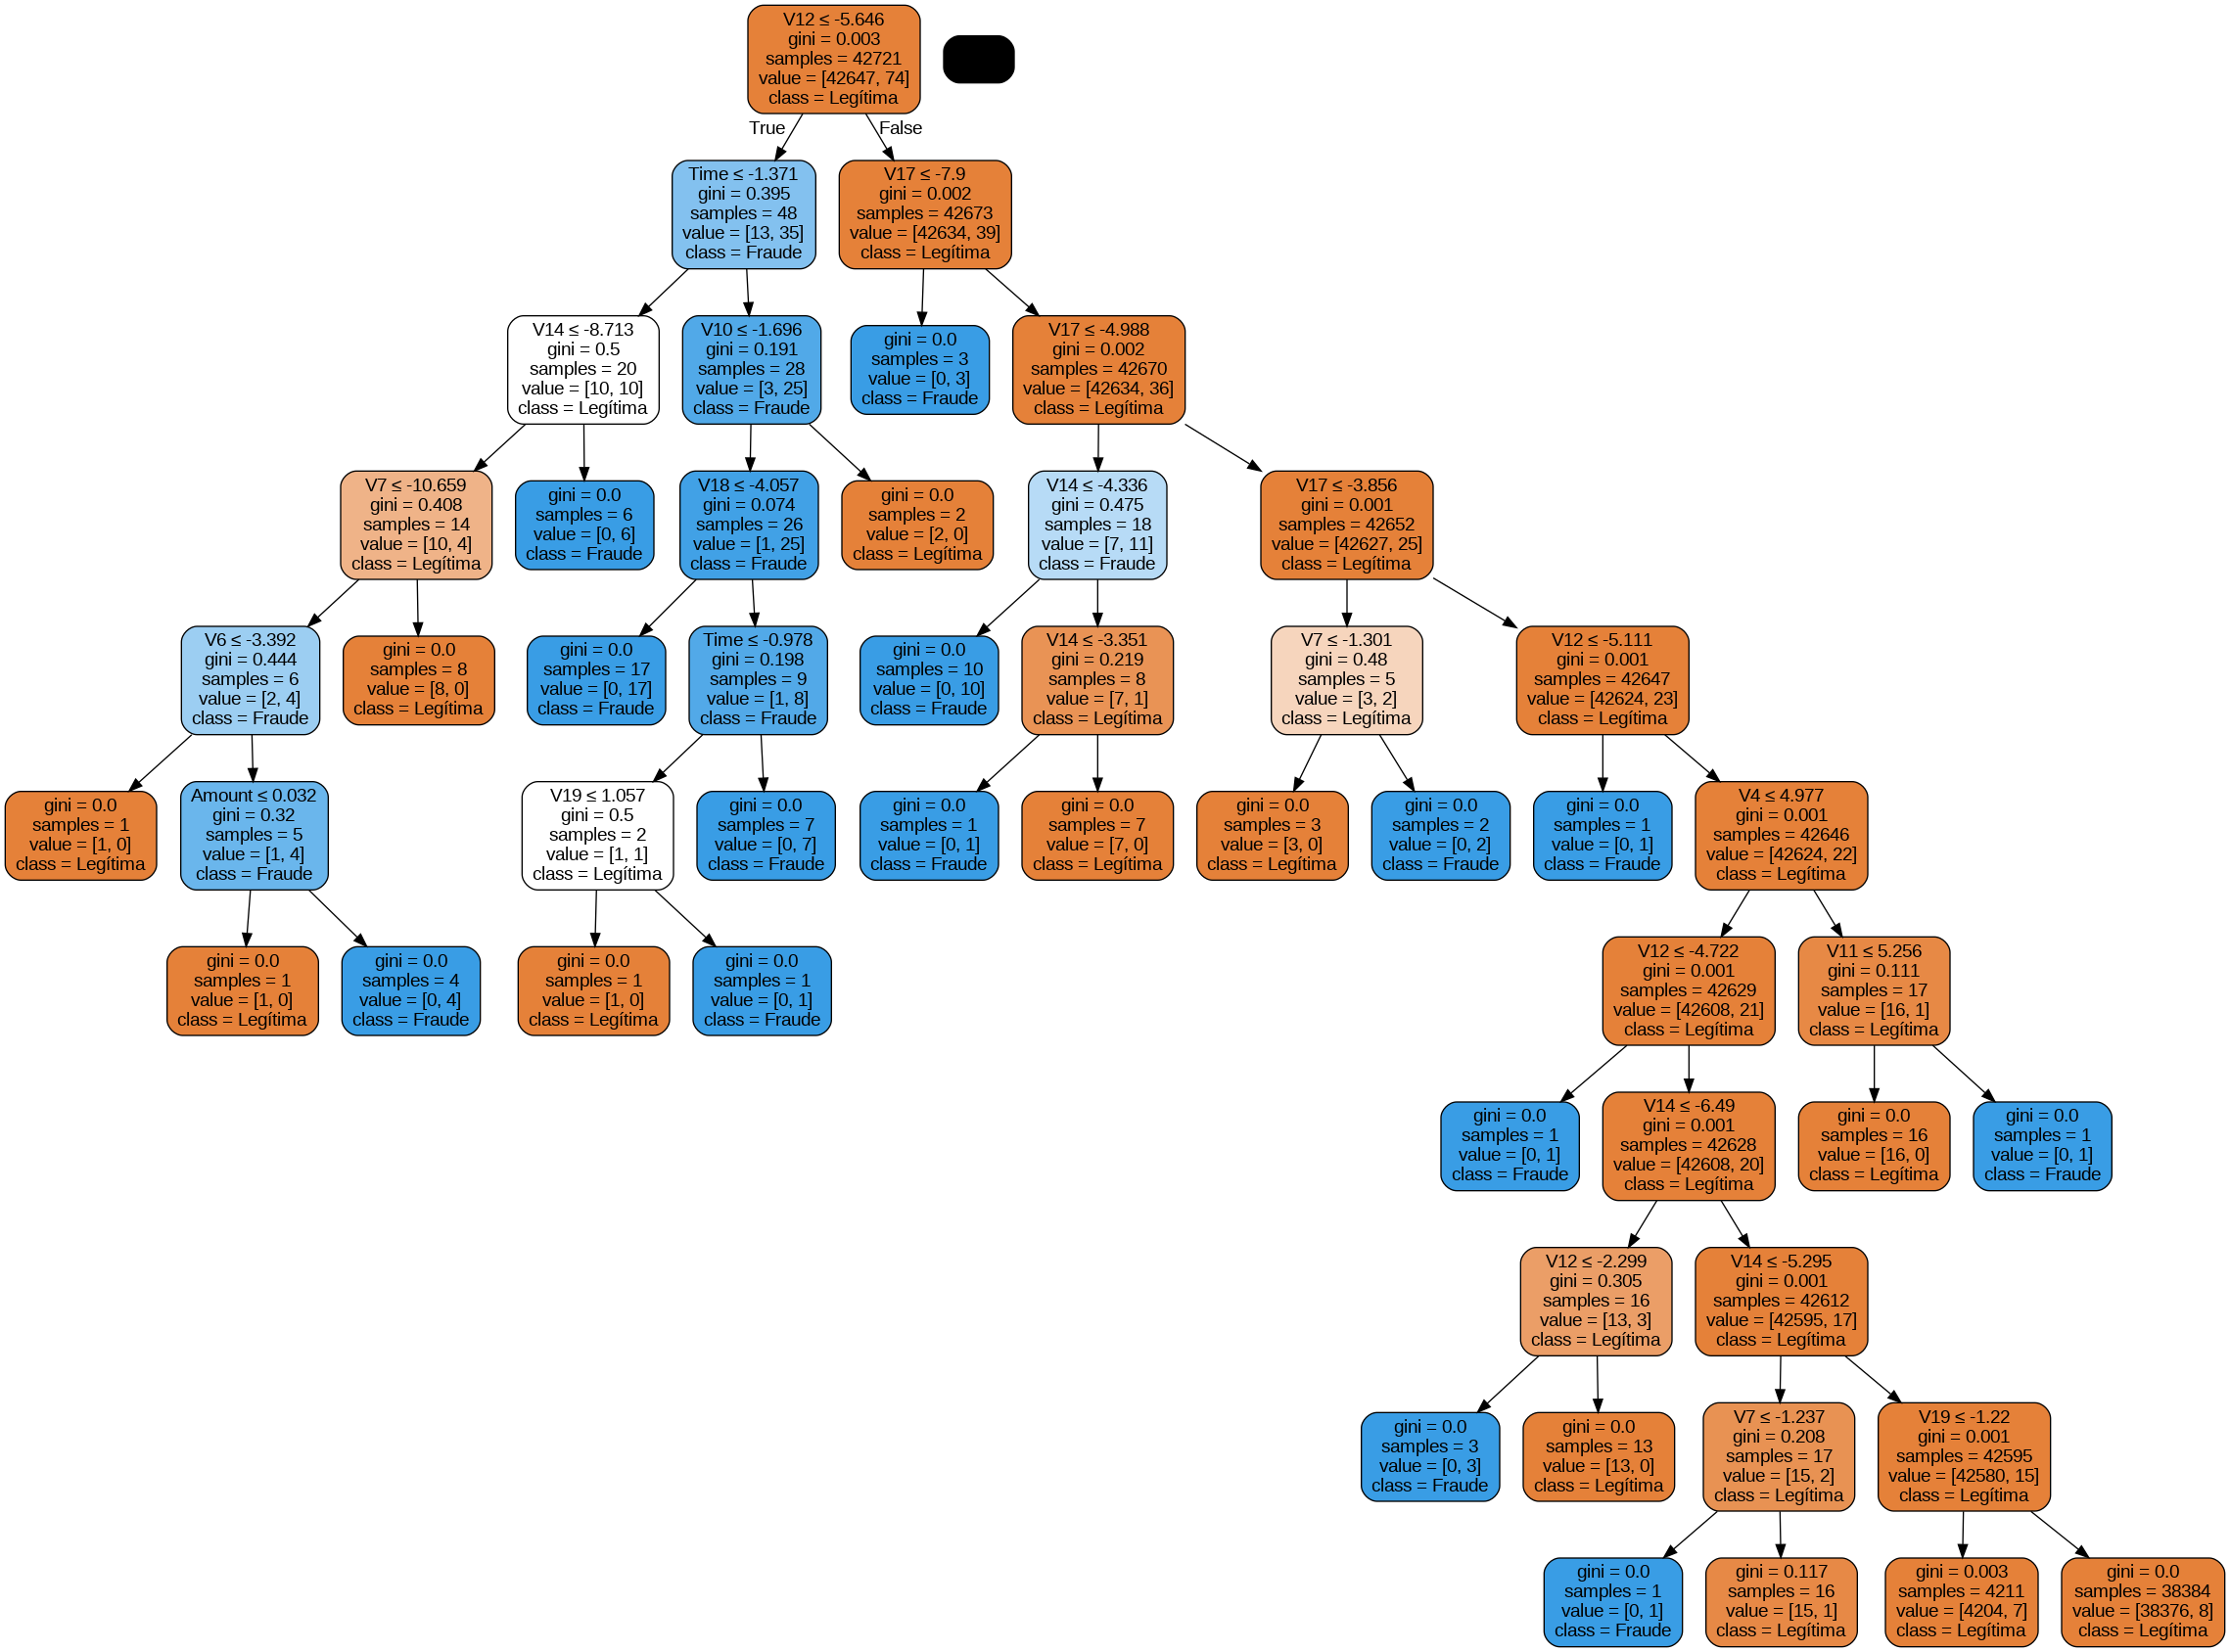 V12 ≤ -5.646
gini = 0.003
samples = 42721
value = [42647, 74]
class = Legítima
True
False
Time ≤ -1.371
gini = 0.395
samples = 48
value = [13, 35]
class = Fraude
V17 ≤ -7.9
gini = 0.002
samples = 42673
value = [42634, 39]
class = Legítima
V14 ≤ -8.713
gini = 0.5
samples = 20
value = [10, 10]
class = Legítima
V10 ≤ -1.696
gini = 0.191
samples = 28
value = [3, 25]
class = Fraude
gini = 0.0
samples = 3
value = [0, 3]
class = Fraude
V17 ≤ -4.988
gini = 0.002
samples = 42670
value = [42634, 36]
class = Legítima
V7 ≤ -10.659
gini = 0.408
samples = 14
value = [10, 4]
class = Legítima
gini = 0.0
samples = 6
value = [0, 6]
class = Fraude
V18 ≤ -4.057
gini = 0.074
samples = 26
value = [1, 25]
class = Fraude
gini = 0.0
samples = 2
value = [2, 0]
class = Legítima
V14 ≤ -4.336
gini = 0.475
samples = 18
value = [7, 11]
class = Fraude
V17 ≤ -3.856
gini = 0.001
samples = 42652
value = [42627, 25]
class = Legítima
V6 ≤ -3.392
gini = 0.444
samples = 6
value = [2, 4]
class = Fraude
gini = 0.0
samples = 8
value = [8, 0]
class = Legítima
gini = 0.0
samples = 17
value = [0, 17]
class = Fraude
Time ≤ -0.978
gini = 0.198
samples = 9
value = [1, 8]
class = Fraude
gini = 0.0
samples = 10
value = [0, 10]
class = Fraude
V14 ≤ -3.351
gini = 0.219
samples = 8
value = [7, 1]
class = Legítima
V7 ≤ -1.301
gini = 0.48
samples = 5
value = [3, 2]
class = Legítima
V12 ≤ -5.111
gini = 0.001
samples = 42647
value = [42624, 23]
class = Legítima
gini = 0.0
samples = 1
value = [1, 0]
class = Legítima
Amount ≤ 0.032
gini = 0.32
samples = 5
value = [1, 4]
class = Fraude
V19 ≤ 1.057
gini = 0.5
samples = 2
value = [1, 1]
class = Legítima
gini = 0.0
samples = 7
value = [0, 7]
class = Fraude
gini = 0.0
samples = 1
value = [0, 1]
class = Fraude
gini = 0.0
samples = 7
value = [7, 0]
class = Legítima
gini = 0.0
samples = 3
value = [3, 0]
class = Legítima
gini = 0.0
samples = 2
value = [0, 2]
class = Fraude
gini = 0.0
samples = 1
value = [0, 1]
class = Fraude
V4 ≤ 4.977
gini = 0.001
samples = 42646
value = [42624, 22]
class = Legítima
gini = 0.0
samples = 1
value = [1, 0]
class = Legítima
gini = 0.0
samples = 4
value = [0, 4]
class = Fraude
gini = 0.0
samples = 1
value = [1, 0]
class = Legítima
gini = 0.0
samples = 1
value = [0, 1]
class = Fraude
V12 ≤ -4.722
gini = 0.001
samples = 42629
value = [42608, 21]
class = Legítima
V11 ≤ 5.256
gini = 0.111
samples = 17
value = [16, 1]
class = Legítima
gini = 0.0
samples = 1
value = [0, 1]
class = Fraude
V14 ≤ -6.49
gini = 0.001
samples = 42628
value = [42608, 20]
class = Legítima
gini = 0.0
samples = 16
value = [16, 0]
class = Legítima
gini = 0.0
samples = 1
value = [0, 1]
class = Fraude
V12 ≤ -2.299
gini = 0.305
samples = 16
value = [13, 3]
class = Legítima
V14 ≤ -5.295
gini = 0.001
samples = 42612
value = [42595, 17]
class = Legítima
gini = 0.0
samples = 3
value = [0, 3]
class = Fraude
gini = 0.0
samples = 13
value = [13, 0]
class = Legítima
V7 ≤ -1.237
gini = 0.208
samples = 17
value = [15, 2]
class = Legítima
V19 ≤ -1.22
gini = 0.001
samples = 42595
value = [42580, 15]
class = Legítima
gini = 0.0
samples = 1
value = [0, 1]
class = Fraude
gini = 0.117
samples = 16
value = [15, 1]
class = Legítima
gini = 0.003
samples = 4211
value = [4204, 7]
class = Legítima
gini = 0.0
samples = 38384
value = [38376, 8]
class = Legítima